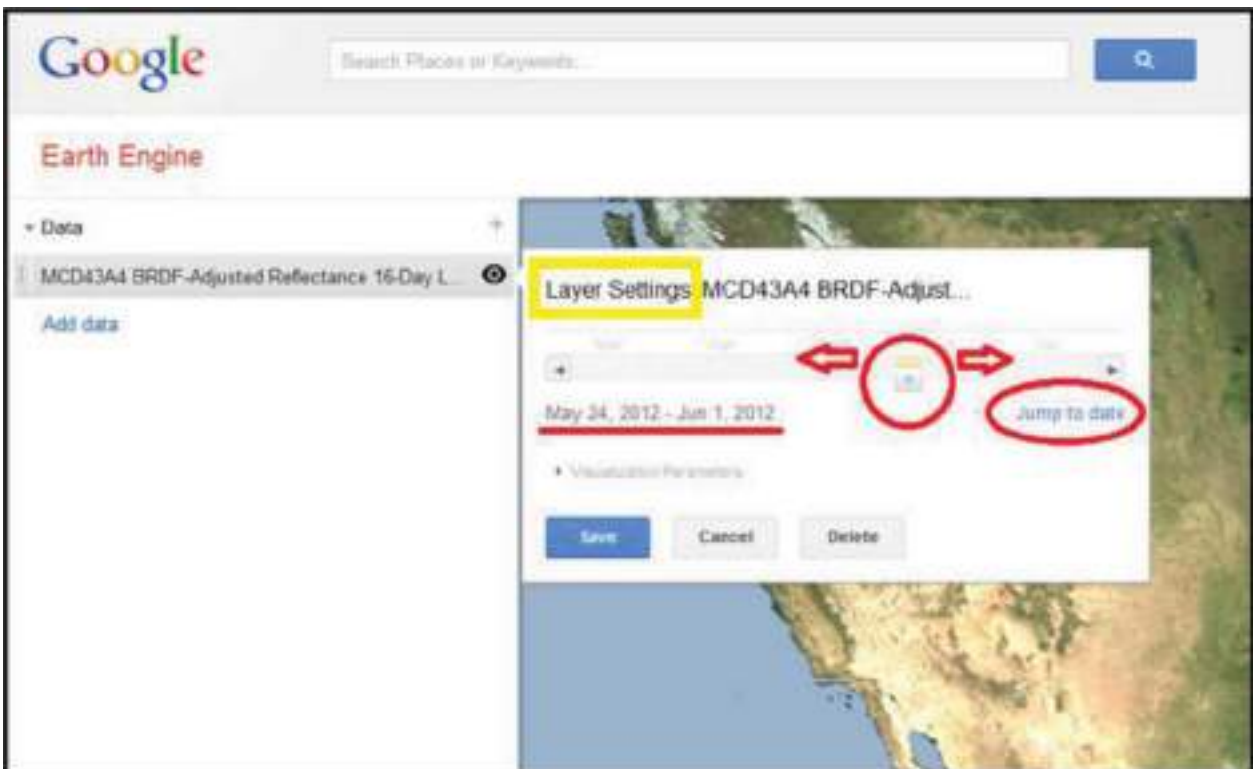 Google
Search Places or Keywords...
Earth Engine
Data
MCD43A4 BRDF-Adjusted Reflectance 16-Day L...
Add data
Layer Settings MCD43A4 BRDF-Adjust...
May 24, 2012 - Jun 1, 2012
Jump to date
Visualization Parameters
Save Cancel Delete